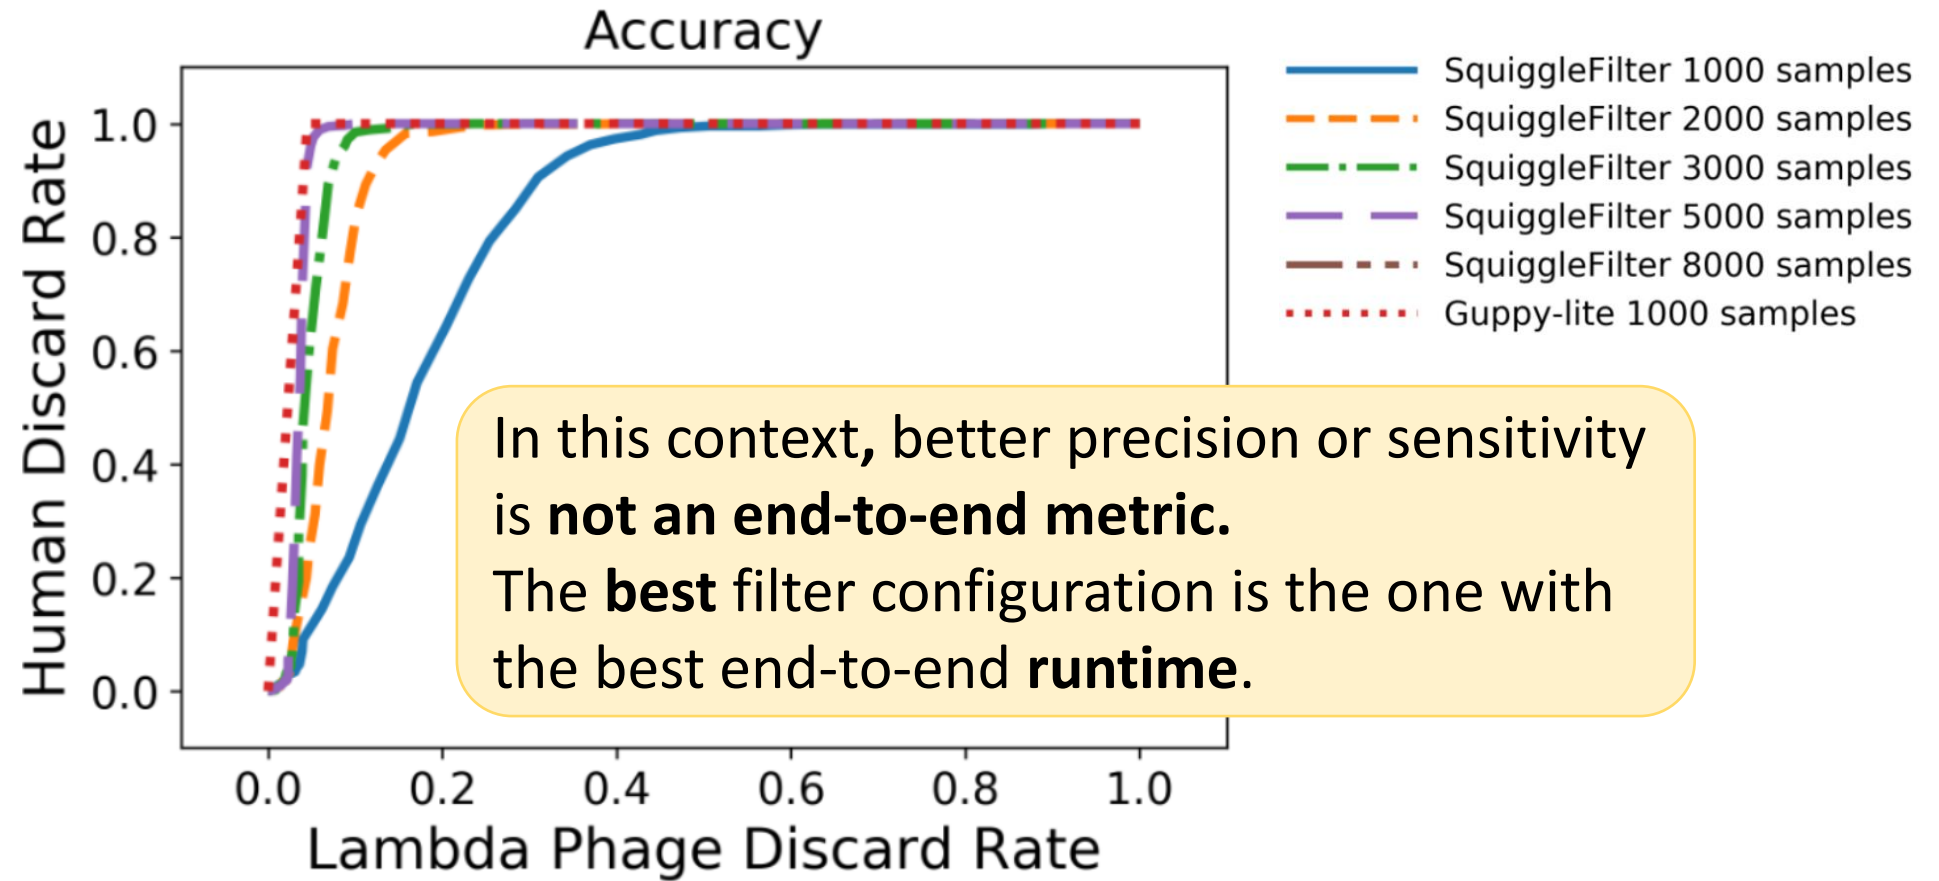 Accuracy
Human Discard Rate
1.0
0.8
0.6
0.4
0.2
0.0
0.0 0.2 0.4 0.6 0.8 1.0
Lambda Phage Discard Rate
SquiggleFilter 1000 samples
SquiggleFilter 2000 samples
SquiggleFilter 3000 samples
SquiggleFilter 5000 samples
SquiggleFilter 8000 samples
Guppy-lite 1000 samples
In this context, better precision or sensitivity
is not an end-to-end metric.
The best filter configuration is the one with
the best end-to-end runtime.